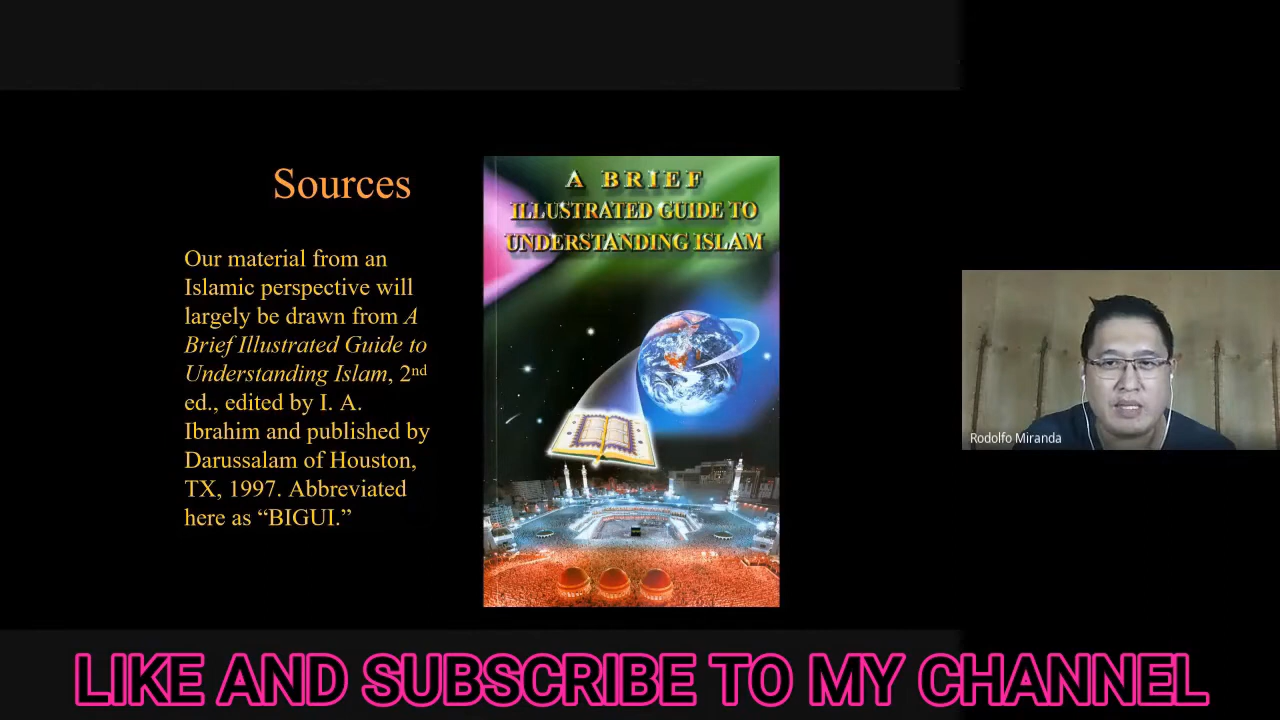 Sources
Our material from an
Islamic perspective will
largely be drawn from A
Brief Illustrated Guide to
Understanding Islam, 2nd
ed., edited by I. A.
Ibrahim and published by
Darussalam of Houston,
TX, 1997. Abbreviated
here as “BIGUI.”
A BRIEF
ILLUSTRATED GUIDE TO
UNDERSTANDING ISLAM
Rodolfo Miranda
LIKE AND SUBSCRIBE TO MY CHANNEL